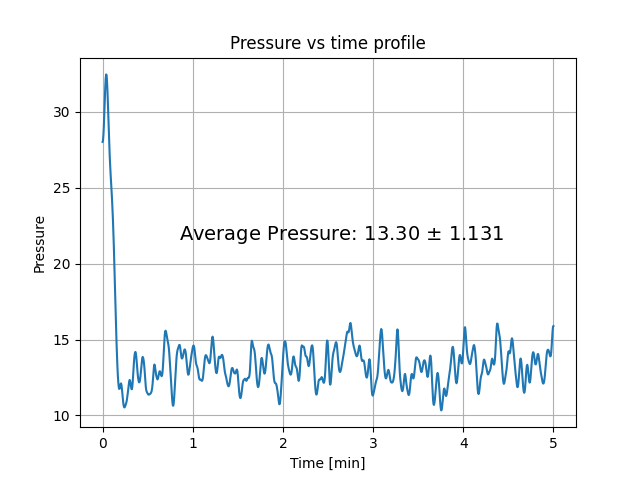 Pressure vs time profile
Pressure
30
25
20
15
10
Average Pressure: 13.30 ± 1.131
0 1 2 3 4 5
Time [min]